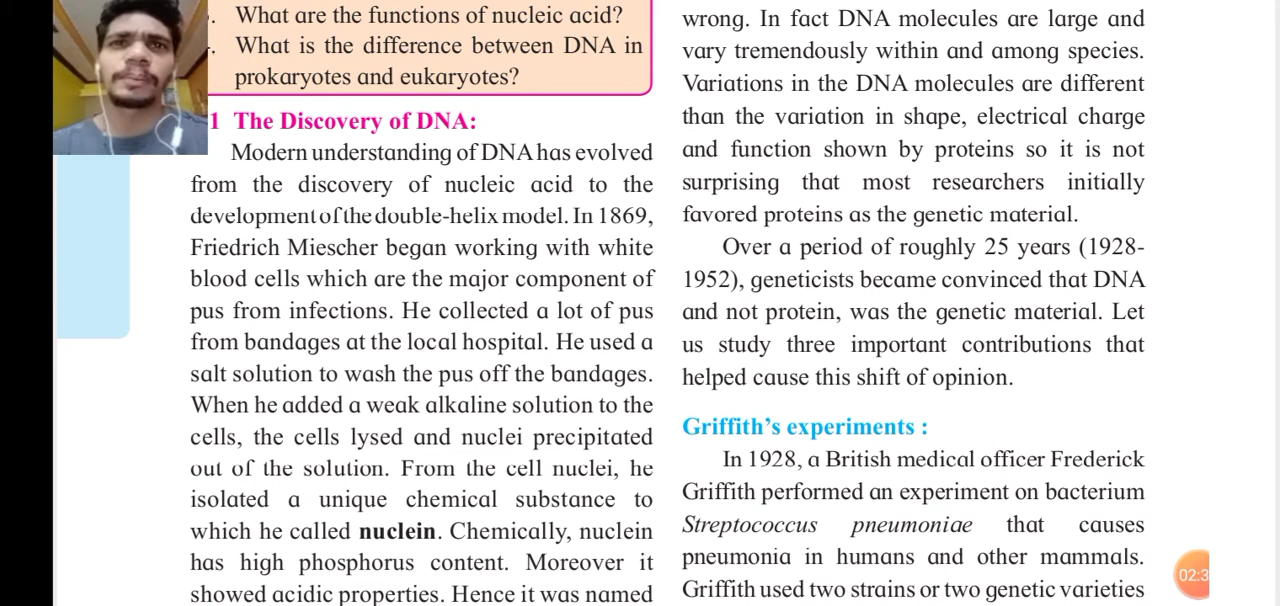 . What are the functions of nucleic acid?
. What is the difference between DNA in
prokaryotes and eukaryotes?
1 The Discovery of DNA:
Modern understanding of DNA has evolved
from the discovery of nucleic acid to the
development of the double-helix model. In 1869,
Friedrich Miescher began working with white
blood cells which are the major component of
pus from infections. He collected a lot of pus
from bandages at the local hospital. He used a
salt solution to wash the pus off the bandages.
When he added a weak alkaline solution to the
cells, the cells lysed and nuclei precipitated
out of the solution. From the cell nuclei, he
isolated a unique chemical substance to
which he called nuclein. Chemically, nuclein
has high phosphorus content. Moreover it
showed acidic properties. Hence it was named
wrong. In fact DNA molecules are large and
vary tremendously within and among species.
Variations in the DNA molecules are different
than the variation in shape, electrical charge
and function shown by proteins so it is not
surprising that most researchers initially
favored proteins as the genetic material.
Over a period of roughly 25 years (1928-
1952), geneticists became convinced that DNA
and not protein, was the genetic material. Let
us study three important contributions that
helped cause this shift of opinion.
Griffith's experiments :
In 1928, a British medical officer Frederick
Griffith performed an experiment on bacterium
Streptococcus pneumoniae that causes
pneumonia in humans and other mammals.
Griffith used two strains or two genetic varieties
02:3